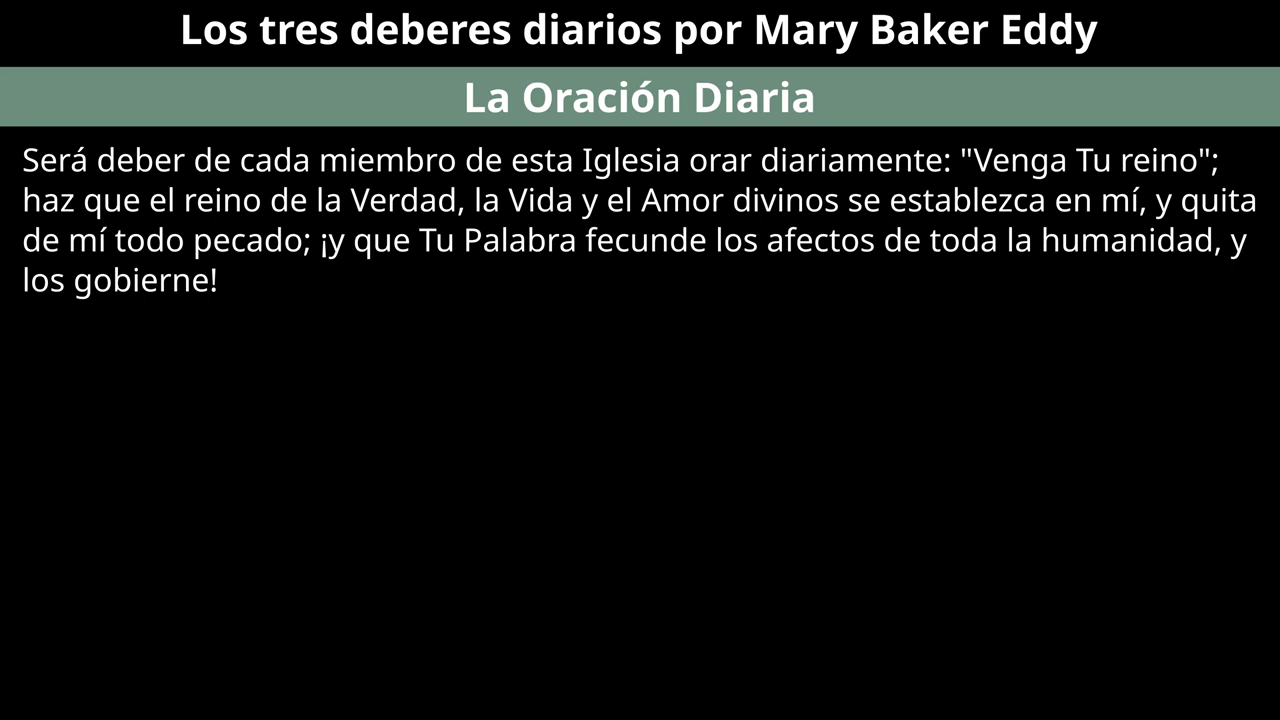 Los tres deberes diarios por Mary Baker Eddy
La Oración Diaria
Será deber de cada miembro de esta Iglesia orar diariamente: "Venga Tu reino";
haz que el reino de la Verdad, la Vida y el Amor divinos se establezca en mí, y quita
de mí todo pecado; ¡y que Tu Palabra fecunde los afectos de toda la humanidad, y
los gobierne!